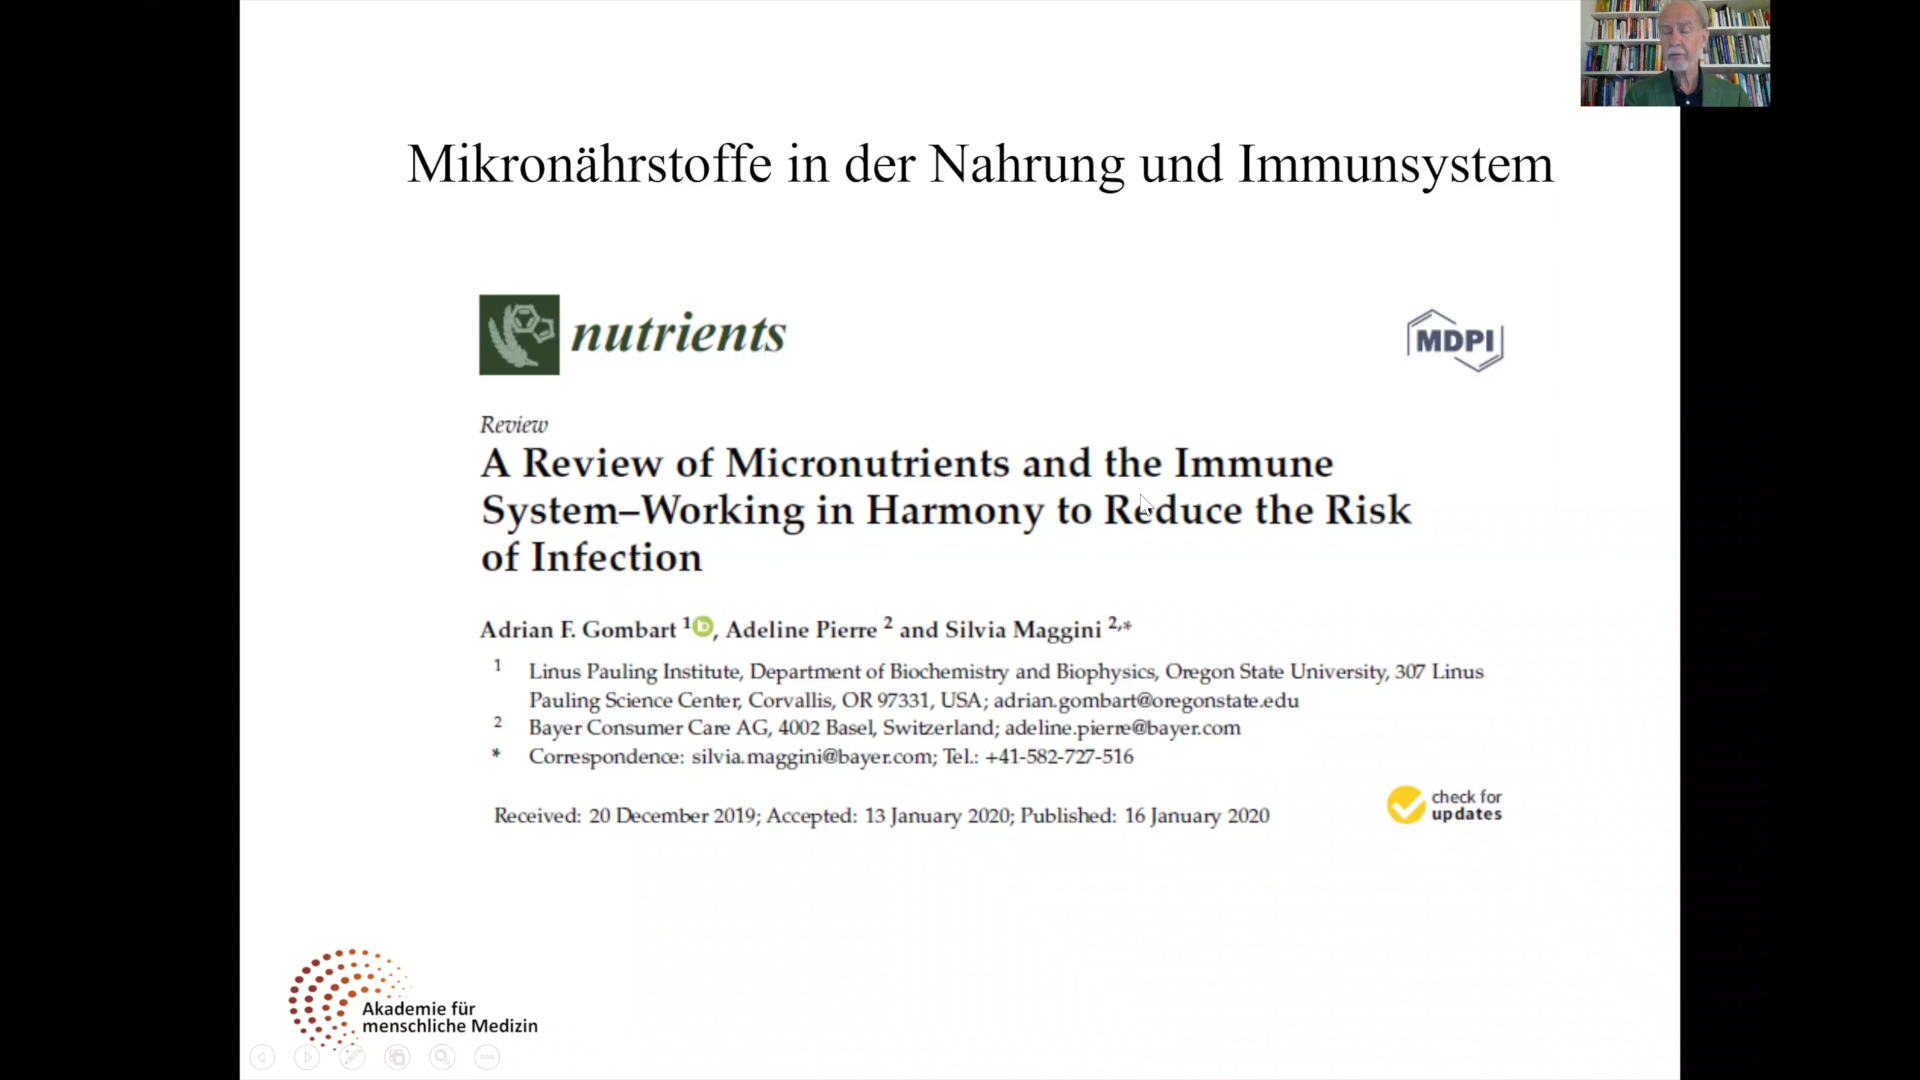 Mikronährstoffe in der Nahrung und Immunsystem
nutrients
MDPI
Review
A Review of Micronutrients and the Immune
System–Working in Harmony to Reduce the Risk
of Infection
Adrian F. Gombart 1 iD, Adeline Pierre 2 and Silvia Maggini 2,*
1 Linus Pauling Institute, Department of Biochemistry and Biophysics, Oregon State University, 307 Linus
Pauling Science Center, Corvallis, OR 97331, USA; adrian.gombart@oregonstate.edu
2 Bayer Consumer Care AG, 4002 Basel, Switzerland; adeline.pierre@bayer.com
* Correspondence: silvia.maggini@bayer.com; Tel.: +41-582-727-516
Received: 20 December 2019; Accepted: 13 January 2020; Published: 16 January 2020
check for
updates
Akademie für
menschliche Medizin